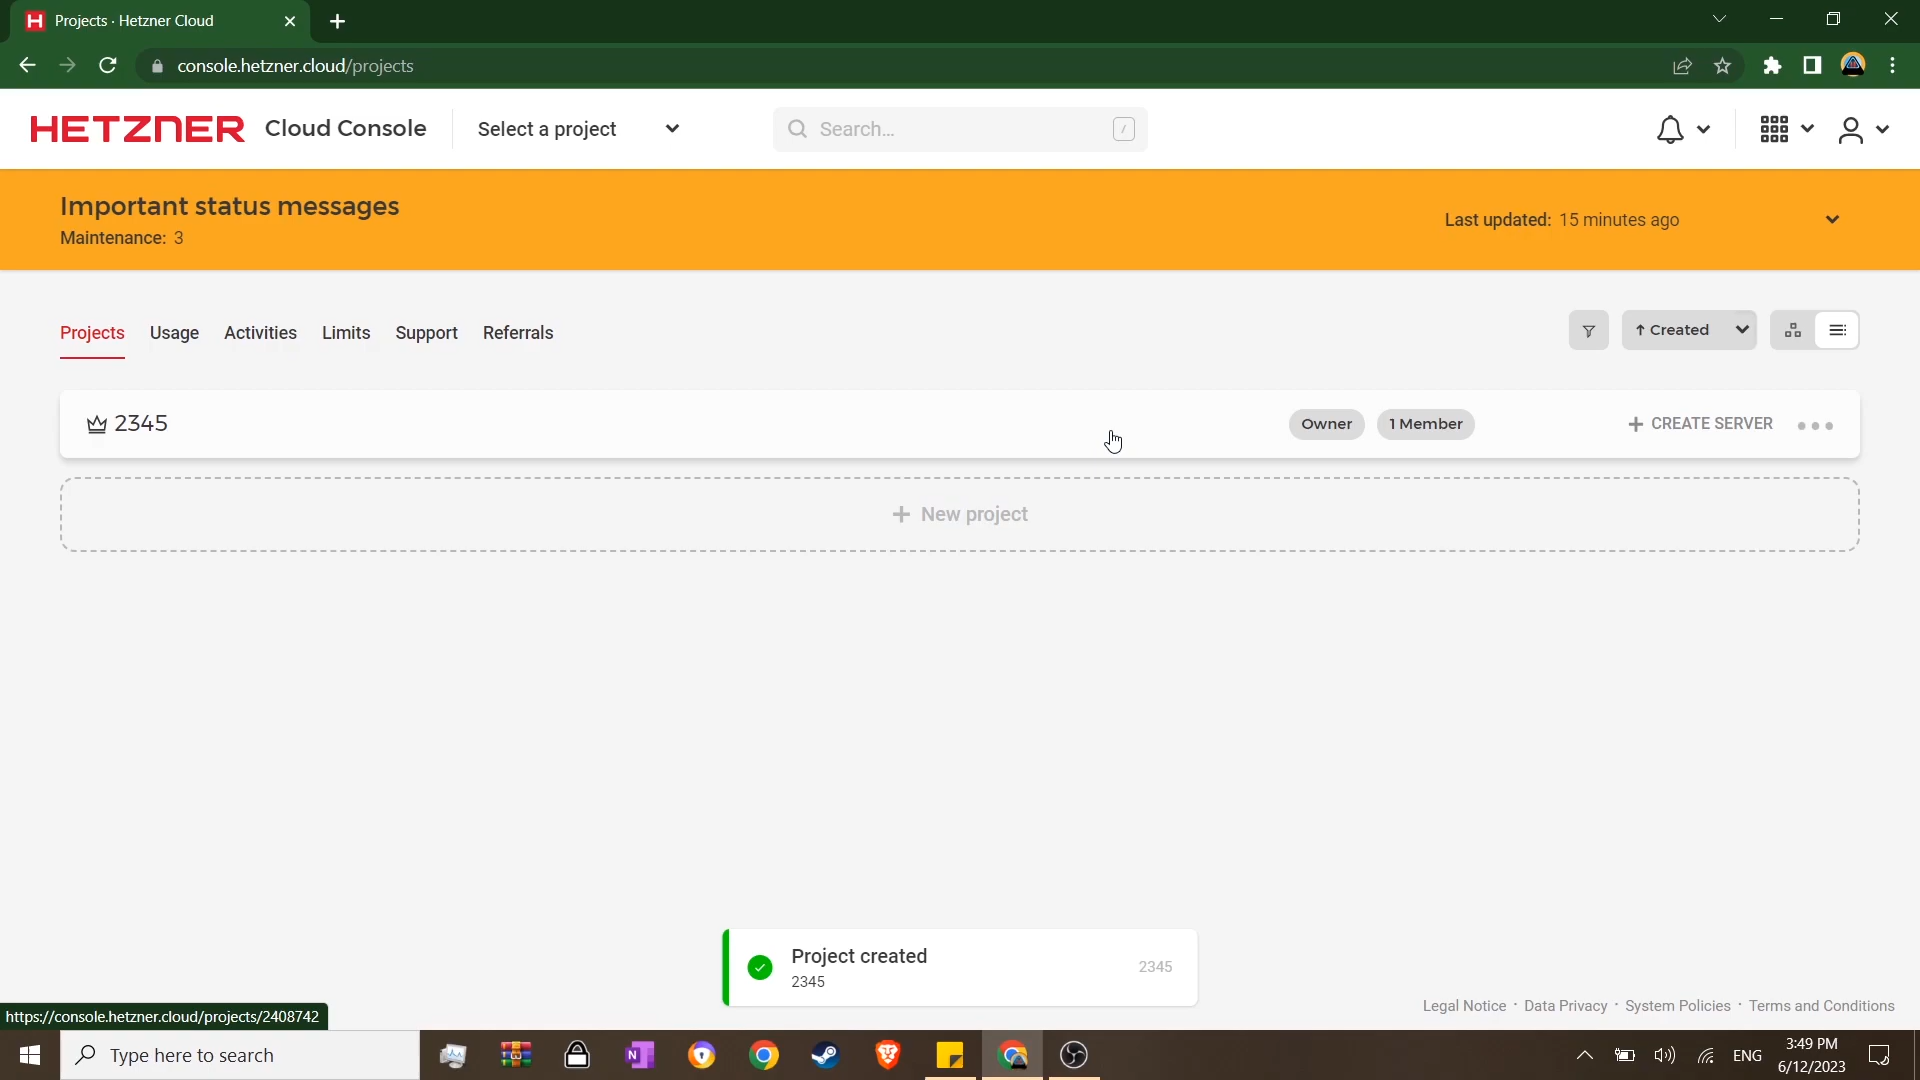 Projects · Hetzner Cloud
console.hetzner.cloud/projects
HETZNER Cloud Console Select a project Search... /
Important status messages
Maintenance: 3
Last updated: 15 minutes ago
Projects Usage Activities Limits Support Referrals
↑ Created
2345 Owner 1 Member + CREATE SERVER
+ New project
Project created
2345
2345
Legal Notice · Data Privacy · System Policies · Terms and Conditions
https://console.hetzner.cloud/projects/2408742
Type here to search
ENG
3:49 PM
6/12/2023